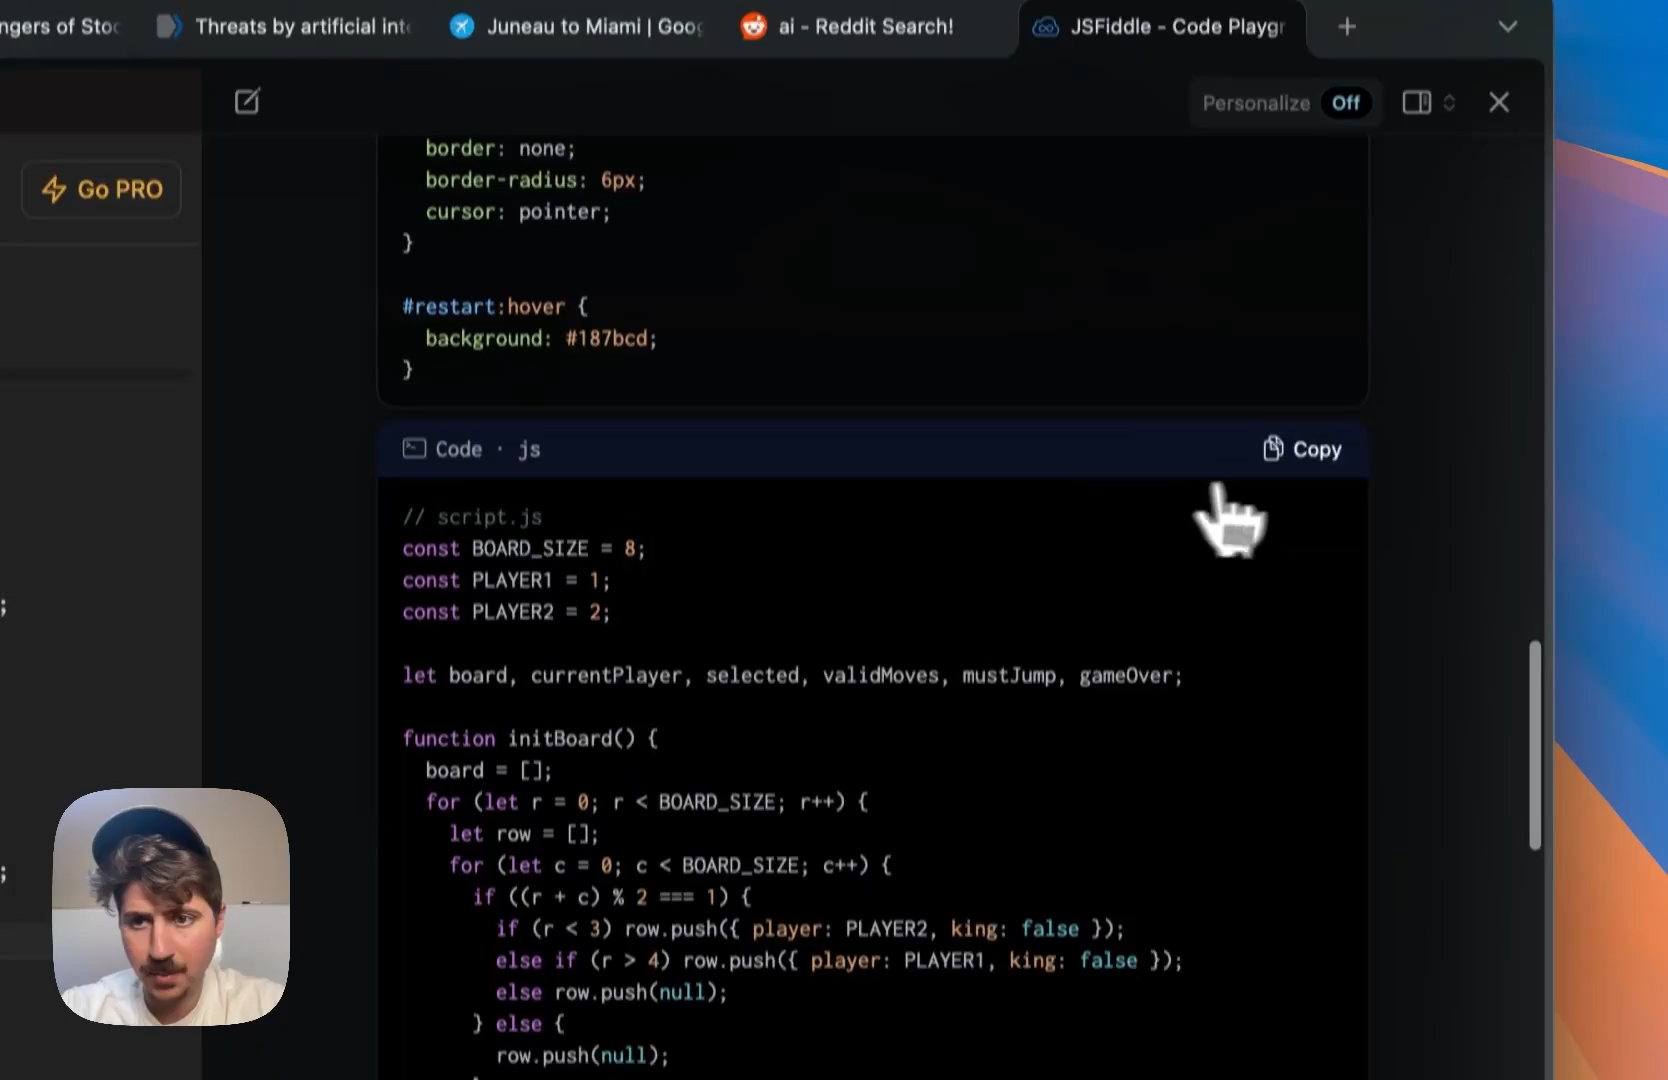 ngers of Stoc
Threats by artificial inte
Juneau to Miami | Goog
ai - Reddit Search!
JSFiddle - Code Playgr
Personalize Off
Go PRO
border: none;
border-radius: 6px;
cursor: pointer;
}
#restart:hover {
background: #187bcd;
}
Code · js
Copy
// script.js
const BOARD_SIZE = 8;
const PLAYER1 = 1;
const PLAYER2 = 2;
let board, currentPlayer, selected, validMoves, mustJump, gameOver;
function initBoard() {
board = [];
for (let r = 0; r < BOARD_SIZE; r++) {
let row = [];
for (let c = 0; c < BOARD_SIZE; c++) {
if ((r + c) % 2 === 1) {
if (r < 3) row.push({ player: PLAYER2, king: false });
else if (r > 4) row.push({ player: PLAYER1, king: false });
else row.push(null);
} else {
row.push(null);
;
;